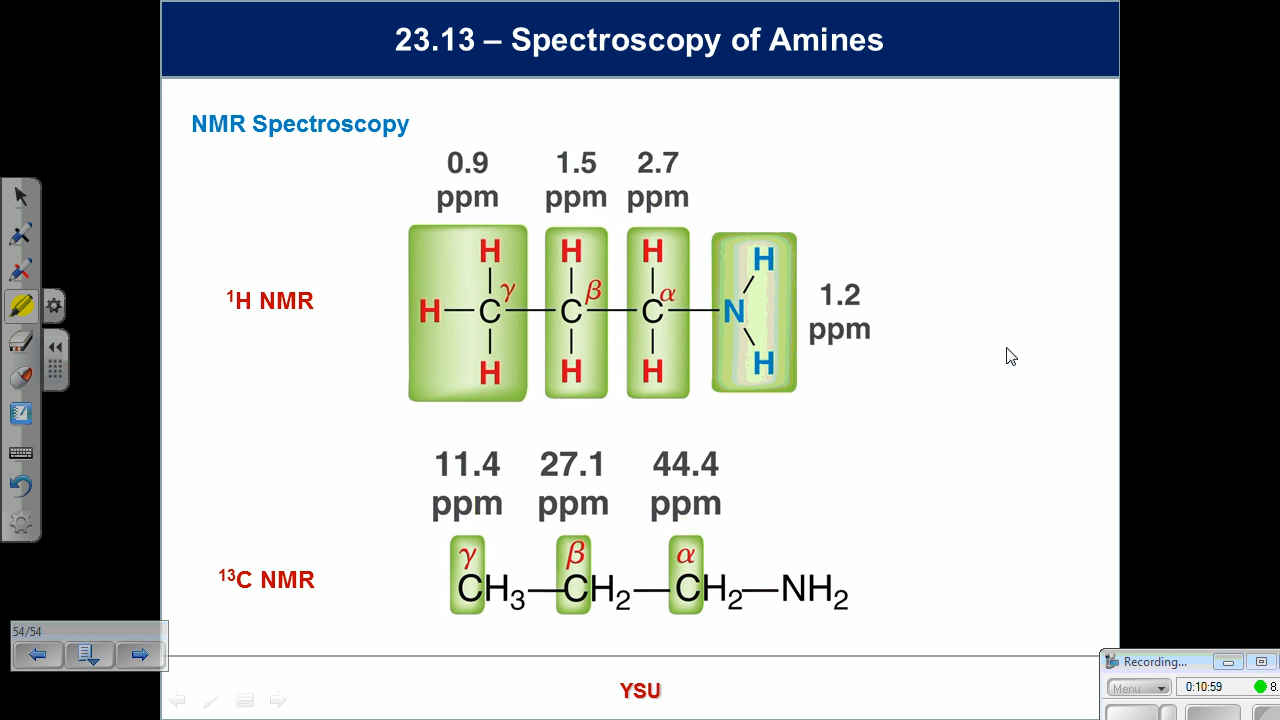 23.13 – Spectroscopy of Amines
NMR Spectroscopy
0.9 ppm
1.5 ppm
2.7 ppm
¹H NMR
H H H H
H—C γ —C β —C α —N
H H H H
1.2 ppm
11.4 ppm
27.1 ppm
44.4 ppm
γ β α
¹³C NMR
CH₃—CH₂—CH₂—NH₂
54/54
YSU
Recording...
Menu
0:10:59
8